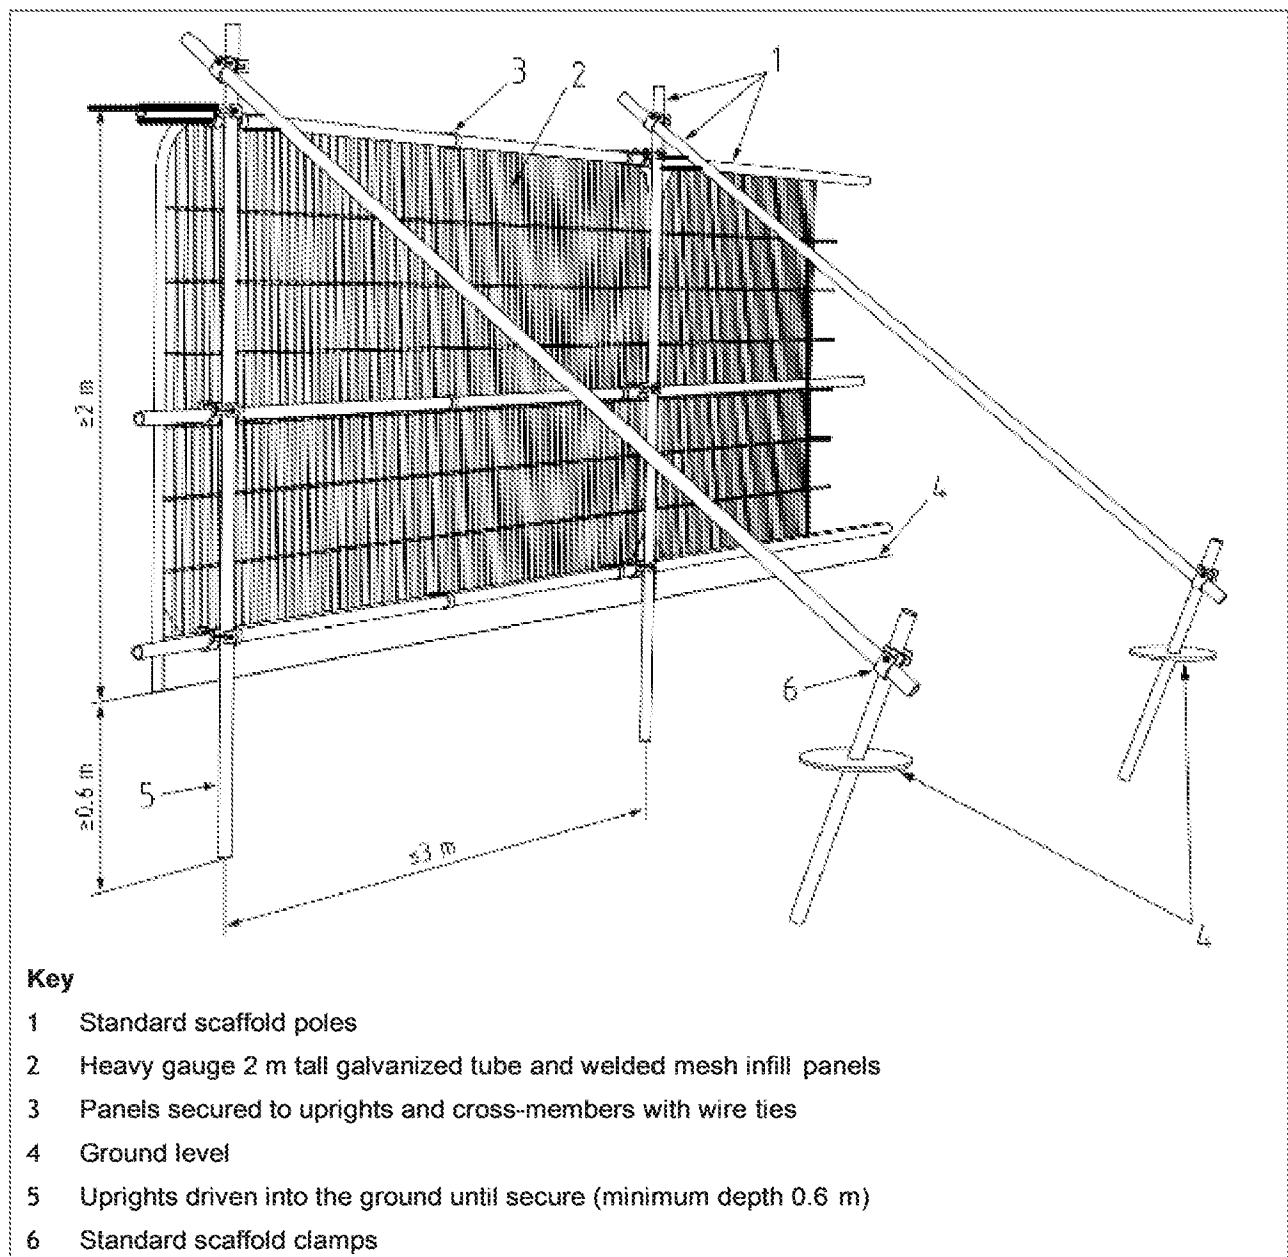 1
3
2
≥2 m
4
6
5
≥0.6 m
≤3 m
4
Key
1 Standard scaffold poles
2 Heavy gauge 2 m tall galvanized tube and welded mesh infill panels
3 Panels secured to uprights and cross-members with wire ties
4 Ground level
5 Uprights driven into the ground until secure (minimum depth 0.6 m)
6 Standard scaffold clamps